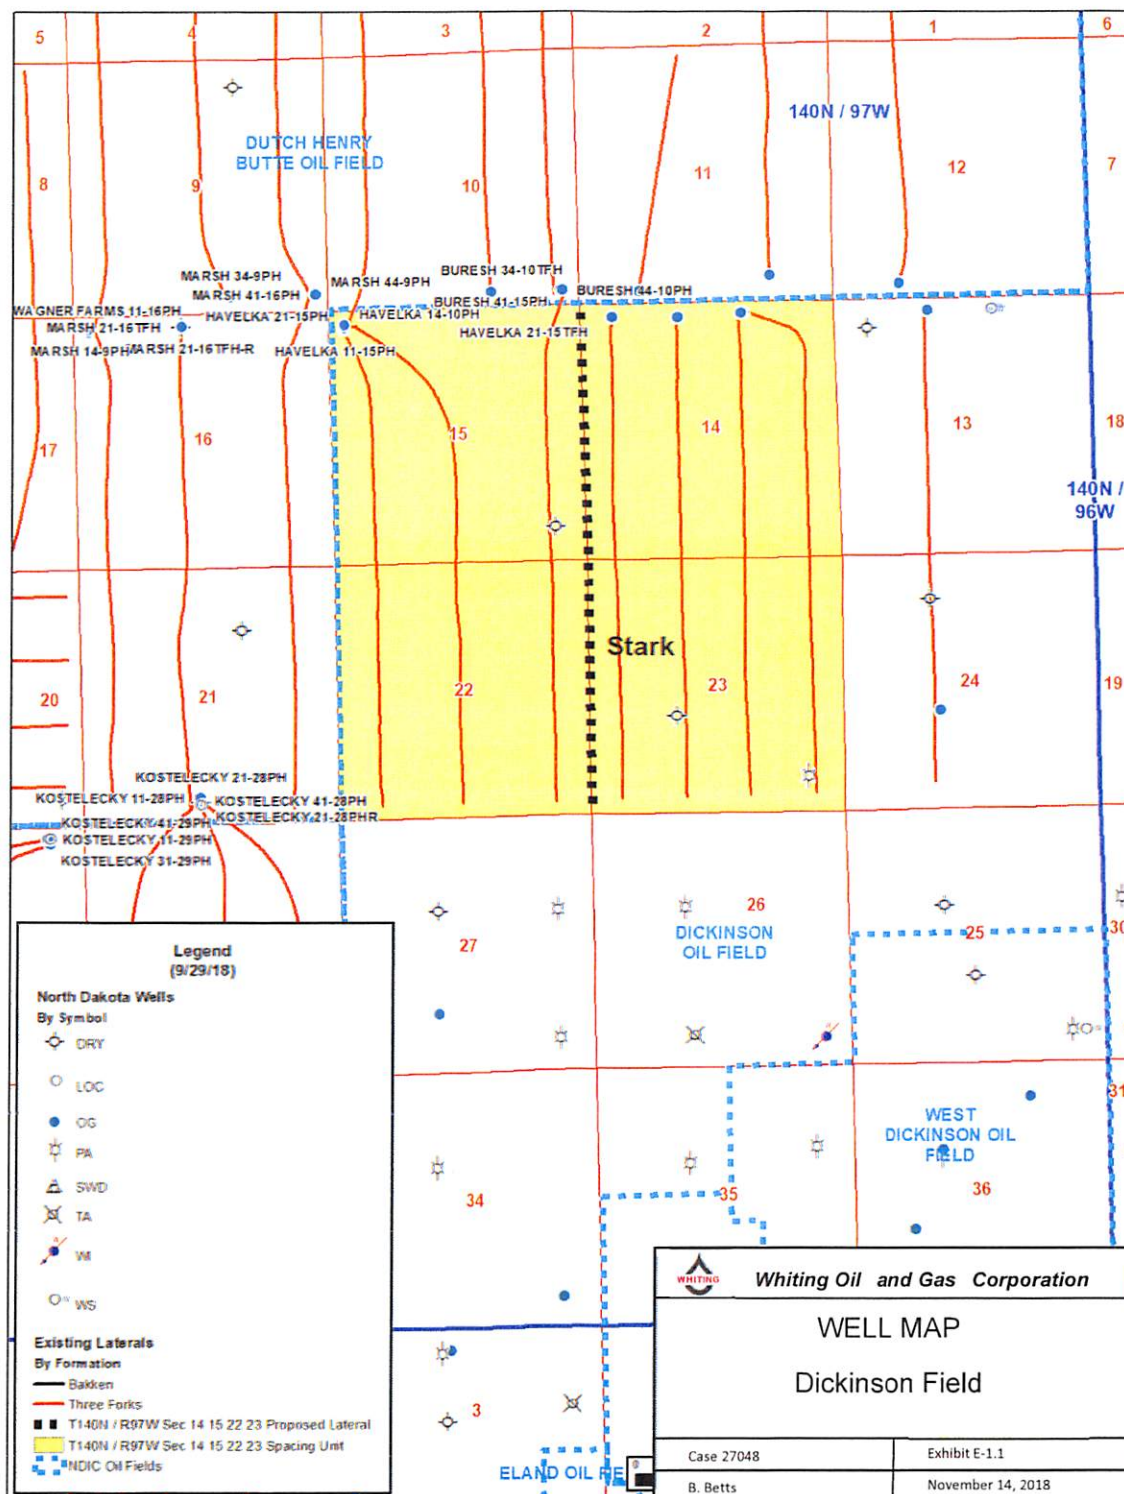 5
4
3
2
1
6
140N / 97W
DUTCH HENRY
BUTTE OIL FIELD
8
9
10
11
12
7
MARSH 34-9PH
MARSH 44-9PH
BURESH 34-10TFH
MARSH 41-16PH
BURESH 44-10PH
BURESH 41-15PH
WAGNER FARMS 11-16PH
HAVELKA 21-15PH
HAVELKA 14-10PH
MARSH 21-16TFH
HAVELKA 21-15TFH
MARSH 14-9PH
MARSH 21-16TFH-R
HAVELKA 11-15PH
17
16
15
14
13
18
140N /
96W
Stark
20
21
22
23
24
19
KOSTELECKY 21-28PH
KOSTELECKY 11-28PH
KOSTELECKY 41-28PH
KOSTELECKY 41-29PH
KOSTELECKY 21-28PHR
KOSTELECKY 11-29PH
KOSTELECKY 31-29PH
27
26
25
30
DICKINSON
OIL FIELD
34
35
36
31
WEST
DICKINSON OIL
FIELD
3
ELAND OIL FIE
Legend
(9/29/18)
North Dakota Wells
By Symbol
DRY
LOC
OG
PA
SWD
TA
WI
WS
Existing Laterals
By Formation
Bakken
Three Forks
T140N / R97W Sec 14 15 22 23 Proposed Lateral
T140N / R97W Sec 14 15 22 23 Spacing Unit
NDIC Oil Fields
WHITING
Whiting Oil and Gas Corporation
WELL MAP
Dickinson Field
Case 27048
Exhibit E-1.1
B. Betts
November 14, 2018